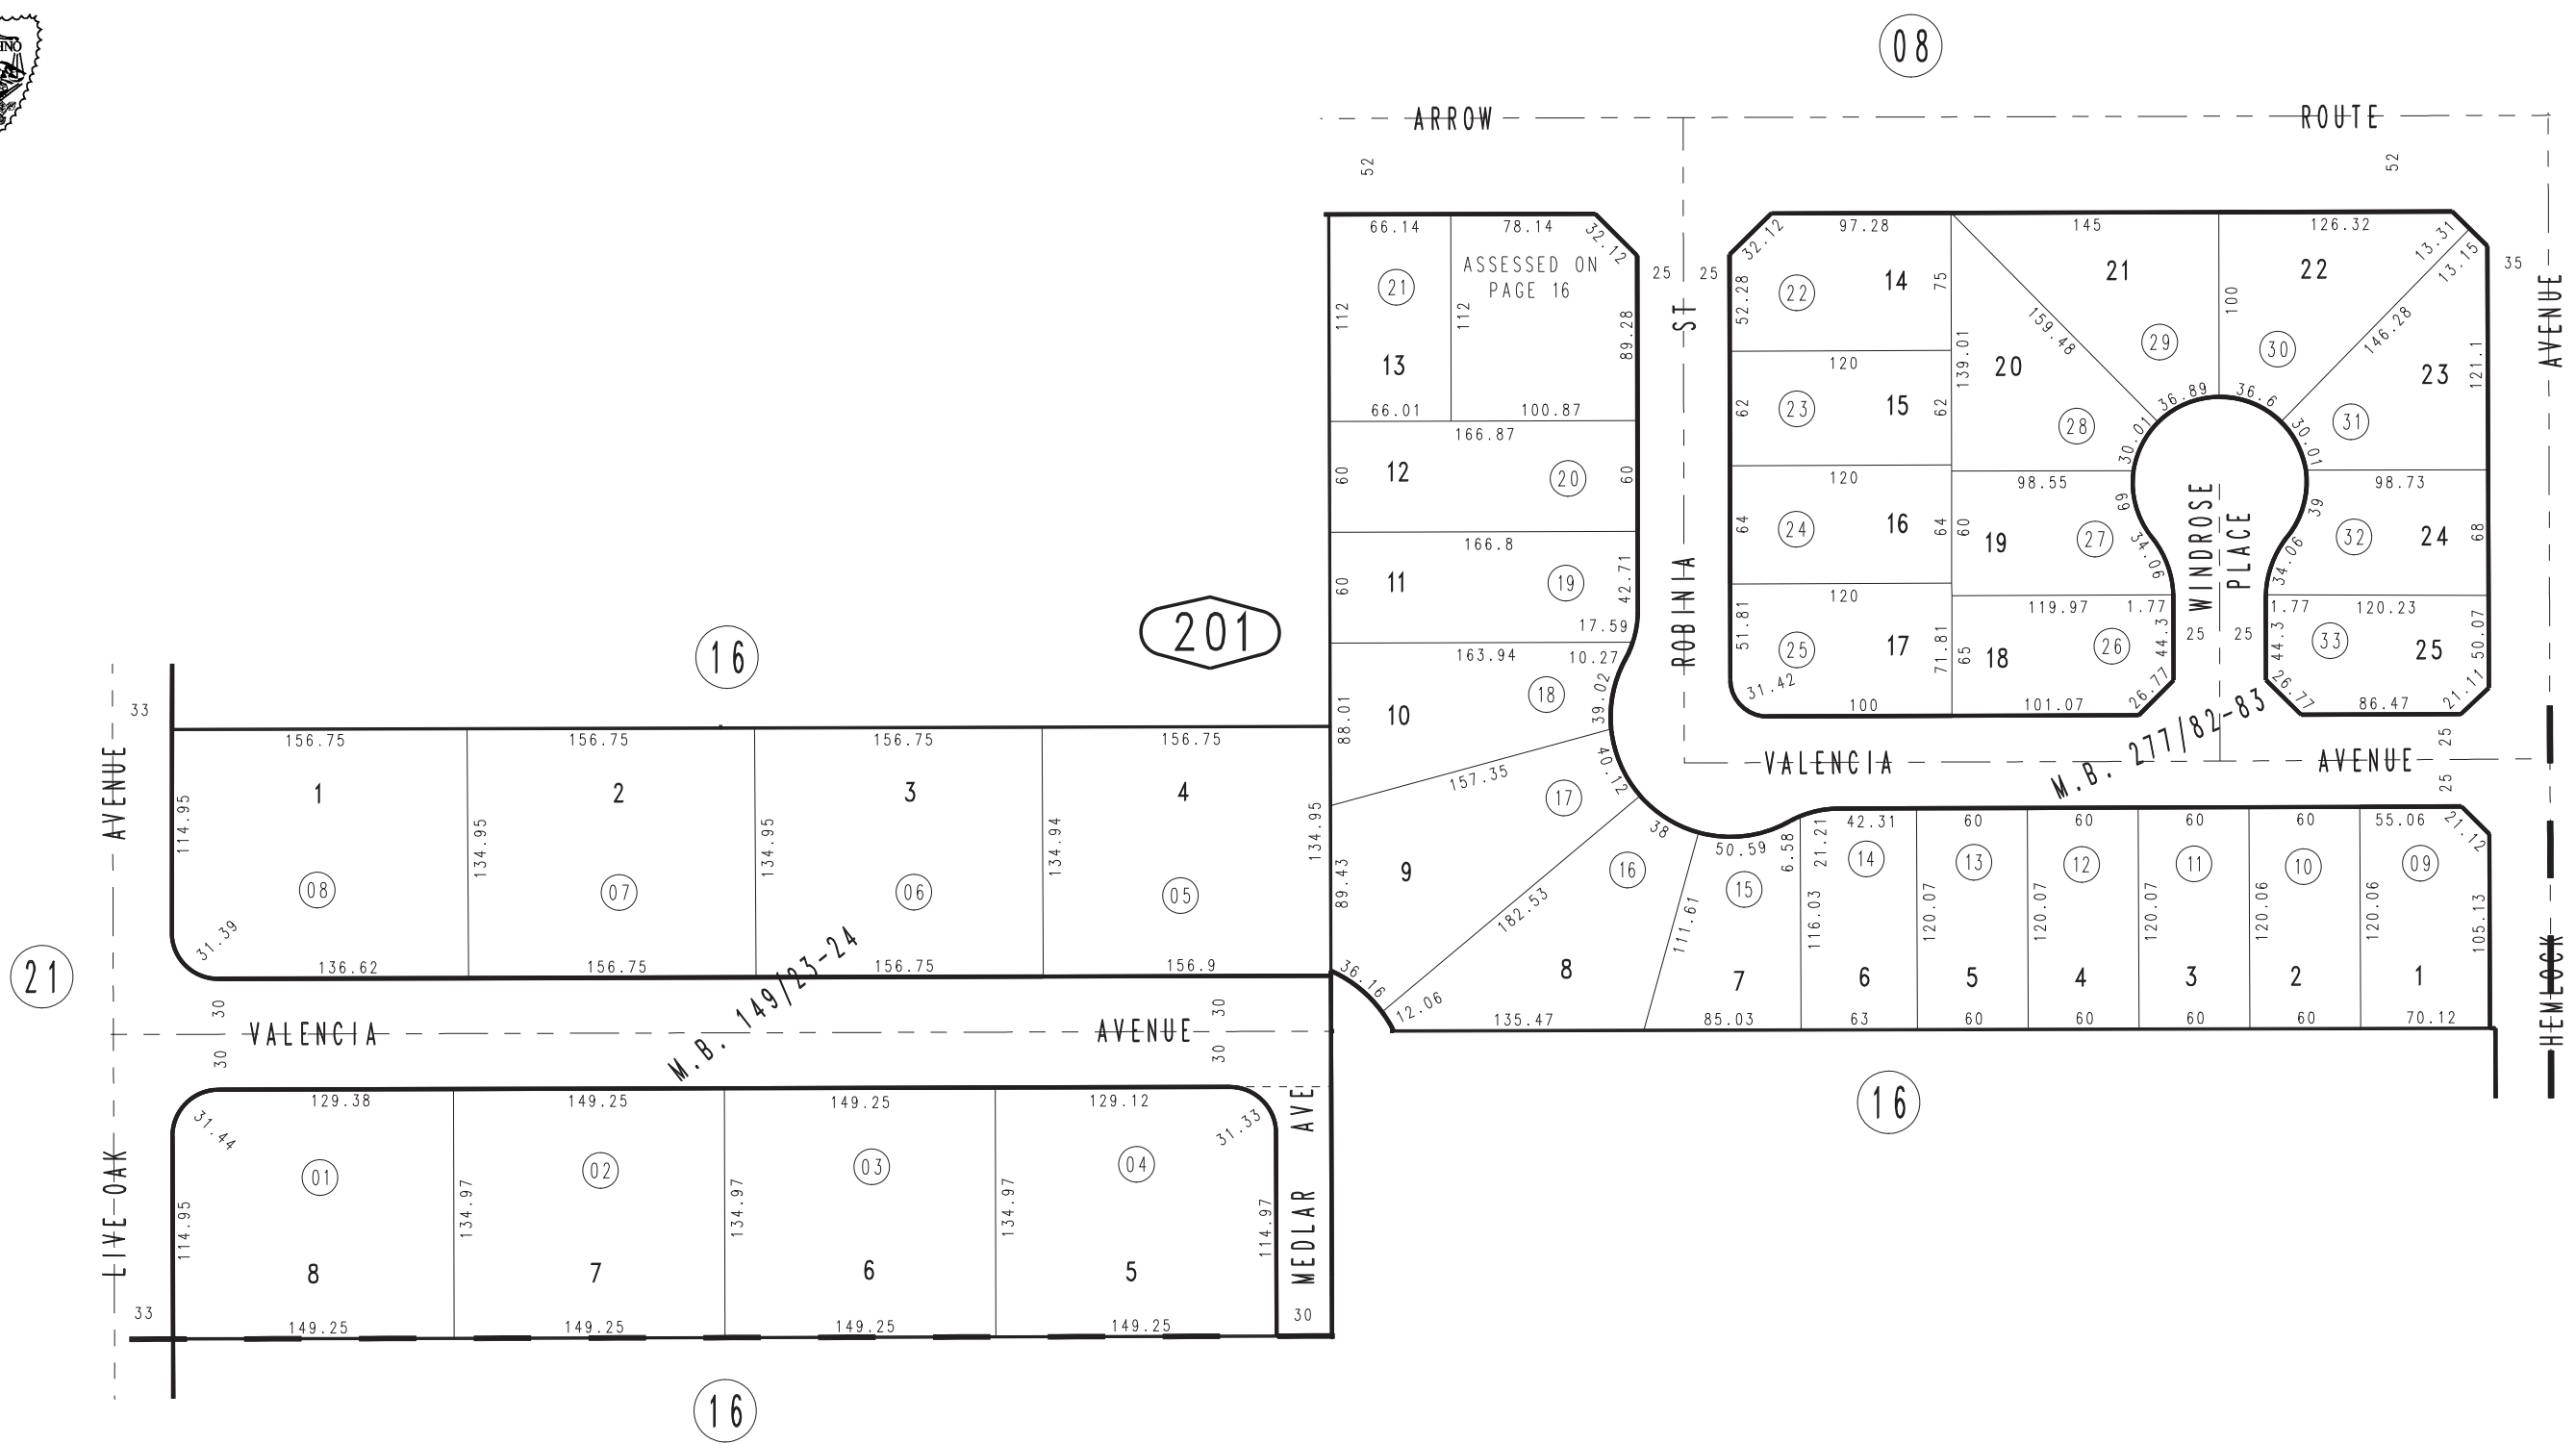 08
ARROW ROUTE
52 52
66.14 78.14 32.12
32.12 97.28 145 126.32 13.31
13.15
ASSESSED ON
PAGE 16
21 112 112 89.28
13
66.01 100.87
25 25
ROBINIA ST
52.28 22 14 75
21 22 35
159.48 29 100 30 146.28
139.01 20 28 23 121.1 31
30.01 36.89 36.6 30.01
AVENUE
120
62 23 15 62
166.87
60 12 20 60
120
64 24 16 64
98.55 98.73
60 19 27 69 34.06
WINDROSE
PLACE
39 34.06 32 24 68
166.8
60 11 19 42.71
17.59
120
51.81 25 17 71.81
31.42 100
119.97 1.77 1.77 120.23
65 18 26 44.3 25 25 44.3 33 25 50.07
101.07 26.77 26.77 86.47 21.11
201
16
163.94 10.27
88.01 10 18 39.02
VALENCIA AVENUE
M.B. 277/82-83
25
25
33
AVENUE
156.75 156.75 156.75 156.75
1 2 3 4
114.95 134.95 134.95 134.94 134.95
08 07 06 05
31.39
136.62 156.75 156.75 156.9
157.35 17 40.12
89.43 9 182.53 16 38
36.16 12.06
8 135.47
111.61 50.59 15 6.58 7 85.03
21.21 42.31 60 60 60 60 55.06 21.12
14 13 12 11 10 09
116.03 120.07 120.07 120.07 120.06 120.06 105.13
6 5 4 3 2 1
63 60 60 60 60 70.12
HEMLOCK
21
30 30
VALENCIA AVENUE
M.B. 149/23-24
30 30
16
129.38 149.25 149.25 129.12
31.44 31.33
01 02 03 04
114.95 134.97 134.97 134.97 114.97
8 7 6 5
149.25 149.25 149.25 149.25
LIVE OAK
MEDLAR AVE
33 30
16